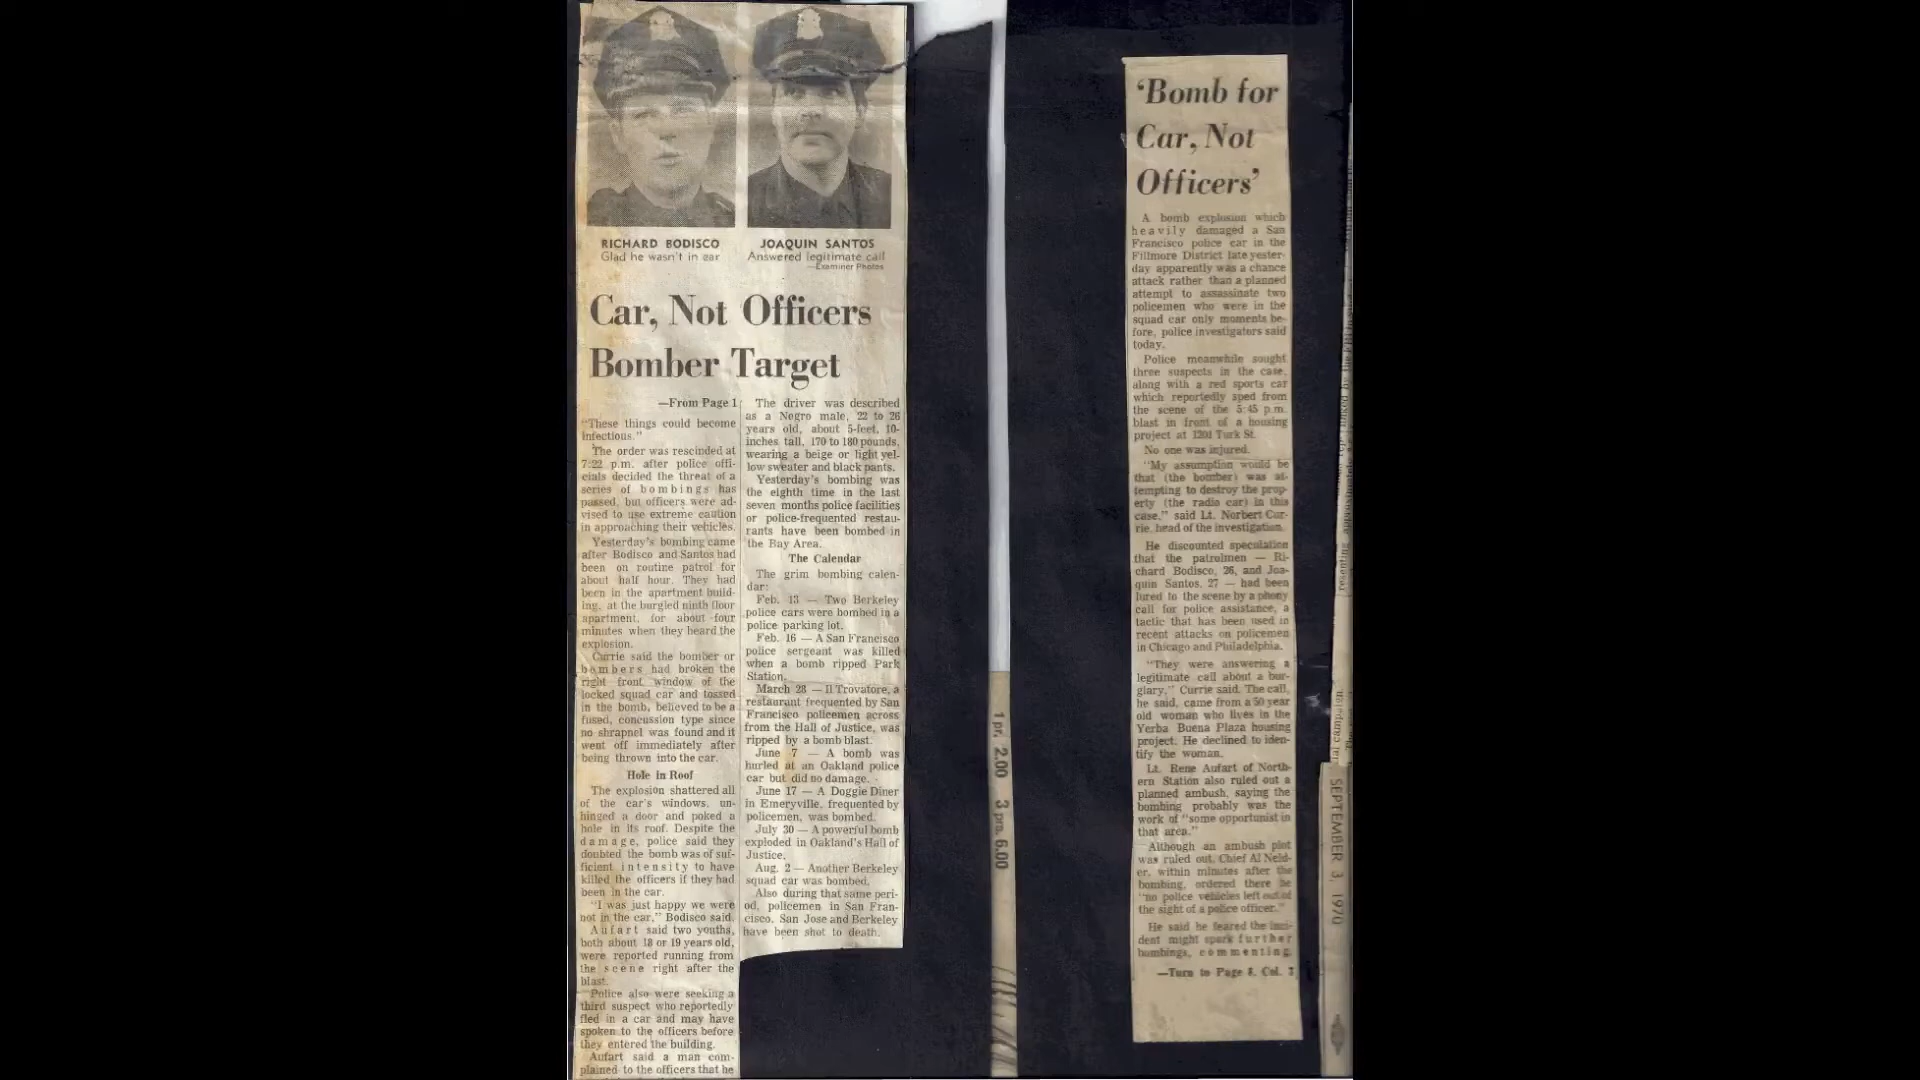 RICHARD BODISCO
Glad he wasn't in car
JOAQUIN SANTOS
Answered legitimate call
—Examiner Photos
Car, Not Officers
Bomber Target
—From Page 1
"These things could become
infectious."
The order was rescinded at
7:22 p.m. after police offi-
cials decided the threat of a
series of bombings has
passed, but officers were ad-
vised to use extreme caution
in approaching their vehicles.
Yesterday's bombing came
after Bodisco and Santos had
been on routine patrol for
about half hour. They had
been in the apartment build-
ing, at the burgled ninth floor
apartment, for about four
minutes when they heard the
explosion.
Currie said the bomber or
bombers had broken the
right front window of the
locked squad car and tossed
in the bomb, believed to be a
fused, concussion type since
no shrapnel was found and it
went off immediately after
being thrown into the car.
Hole in Roof
The explosion shattered all
of the car's windows, un-
hinged a door and poked a
hole in its roof. Despite the
damage, police said they
doubted the bomb was of suf-
ficient intensity to have
killed the officers if they had
been in the car.
"I was just happy we were
not in the car," Bodisco said.
Aufart said two youths,
both about 18 or 19 years old,
were reported running from
the scene right after the
blast.
Police also were seeking a
third suspect who reportedly
fled in a car and may have
spoken to the officers before
they entered the building.
Aufart said a man com-
plained to the officers that he
The driver was described
as a Negro male, 22 to 26
years old, about 5-feet, 10-
inches tall, 170 to 180 pounds,
wearing a beige or light yel-
low sweater and black pants.
Yesterday's bombing was
the eighth time in the last
seven months police facilities
or police-frequented restau-
rants have been bombed in
the Bay Area.
The Calendar
The grim bombing calen-
dar:
Feb. 13 — Two Berkeley
police cars were bombed in a
police parking lot.
Feb. 16 — A San Francisco
police sergeant was killed
when a bomb ripped Park
Station.
March 28 — Il Trovatore, a
restaurant frequented by San
Francisco policemen across
from the Hall of Justice, was
ripped by a bomb blast.
June 7 — A bomb was
hurled at an Oakland police
car but did no damage.
June 17 — A Doggie Diner
in Emeryville, frequented by
policemen, was bombed.
July 30 — A powerful bomb
exploded in Oakland's Hall of
Justice.
Aug. 2 — Another Berkeley
squad car was bombed.
Also during that same peri-
od, policemen in San Fran-
cisco, San Jose and Berkeley
have been shot to death.
1 pr. 2.00 3 prs. 6.00
'Bomb for
Car, Not
Officers'
A bomb explosion which
heavily damaged a San
Francisco police car in the
Fillmore District late yester-
day apparently was a chance
attack rather than a planned
attempt to assassinate two
policemen who were in the
squad car only moments be-
fore, police investigators said
today.
Police meanwhile sought
three suspects in the case,
along with a red sports car
which reportedly sped from
the scene of the 5:45 p.m.
blast in front of a housing
project at 1201 Turk St.
No one was injured.
"My assumption would be
that (the bomber) was at-
tempting to destroy the prop-
erty (the radio car) in this
case," said Lt. Norbert Cur-
rie, head of the investigation.
He discounted speculation
that the patrolmen — Ri-
chard Bodisco, 26, and Joa-
quin Santos, 27 — had been
lured to the scene by a phony
call for police assistance, a
tactic that has been used in
recent attacks on policemen
in Chicago and Philadelphia.
"They were answering a
legitimate call about a bur-
glary," Currie said. The call,
he said, came from a 50 year
old woman who lives in the
Yerba Buena Plaza housing
project. He declined to iden-
tify the woman.
Lt. Rene Aufart of North-
ern Station also ruled out a
planned ambush, saying the
bombing probably was the
work of "some opportunist in
that area."
Although an ambush plot
was ruled out, Chief Al Neld-
er, within minutes after the
bombing, ordered there be
"no police vehicles left out of
the sight of a police officer."
He said he feared the inci-
dent might spark further
bombings, commenting,
—Turn to Page 8, Col. 7
SEPTEMBER 3, 1970